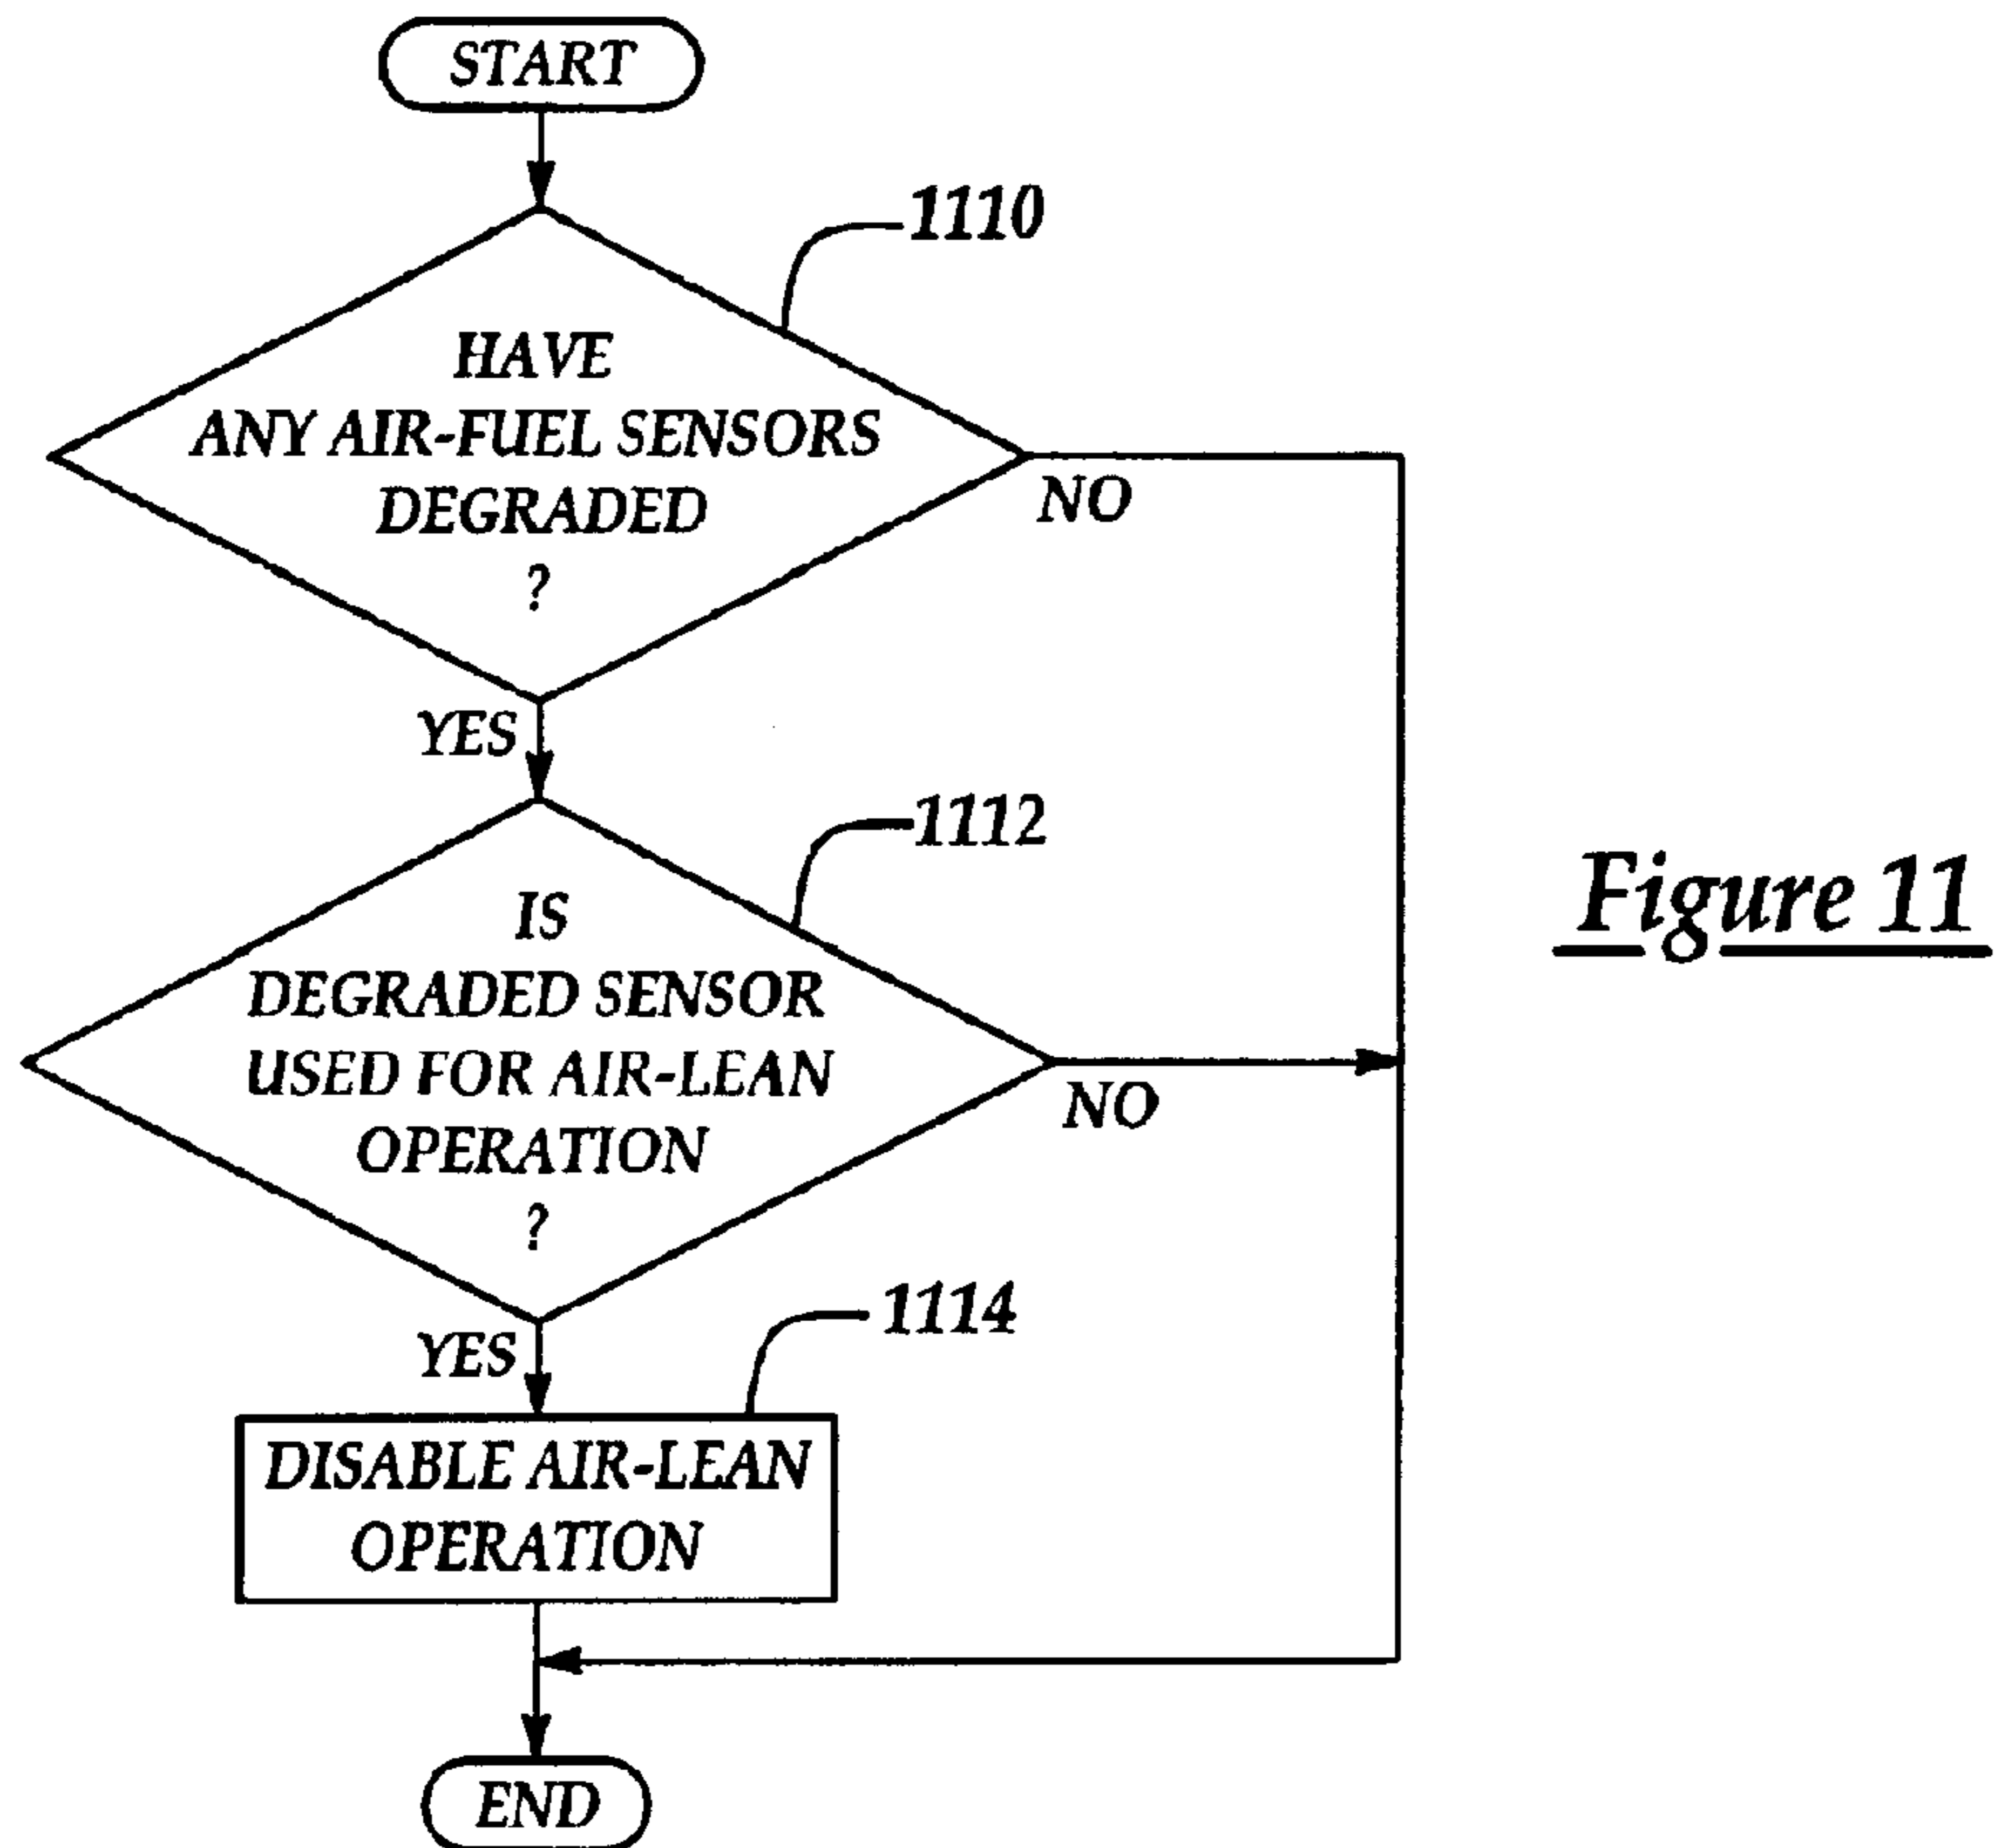 START
1110
HAVE
ANY AIR-FUEL SENSORS
DEGRADED
?
NO
YES
1112
IS
DEGRADED SENSOR
USED FOR AIR-LEAN
OPERATION
?
NO
YES
1114
DISABLE AIR-LEAN
OPERATION
END
Figure 11